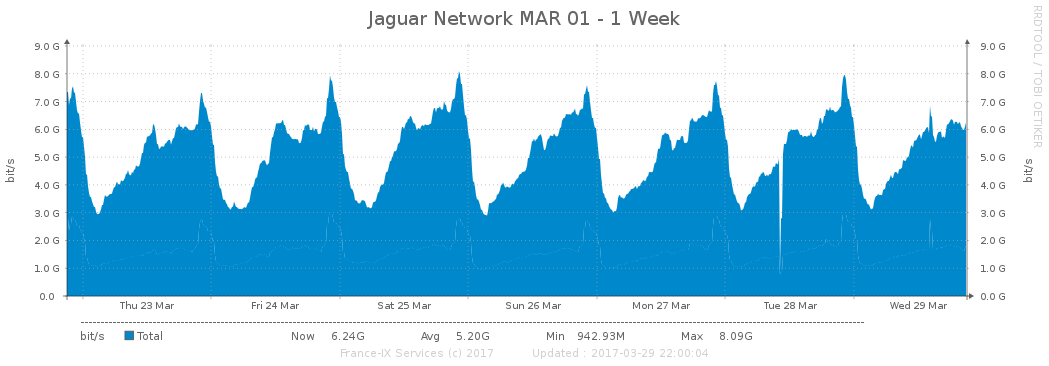 Jaguar Network MAR 01 - 1 Week
RRDTOOL / TOBI OETIKER
bit/s
9.0 G 9.0 G
8.0 G 8.0 G
7.0 G 7.0 G
6.0 G 6.0 G
5.0 G 5.0 G
4.0 G 4.0 G
3.0 G 3.0 G
2.0 G 2.0 G
1.0 G 1.0 G
0.0 0.0 G
bit/s
Thu 23 Mar Fri 24 Mar Sat 25 Mar Sun 26 Mar Mon 27 Mar Tue 28 Mar Wed 29 Mar
bit/s Total Now 6.24G Avg 5.20G Min 942.93M Max 8.09G
France-IX Services (c) 2017 Updated : 2017-03-29 22:00:04